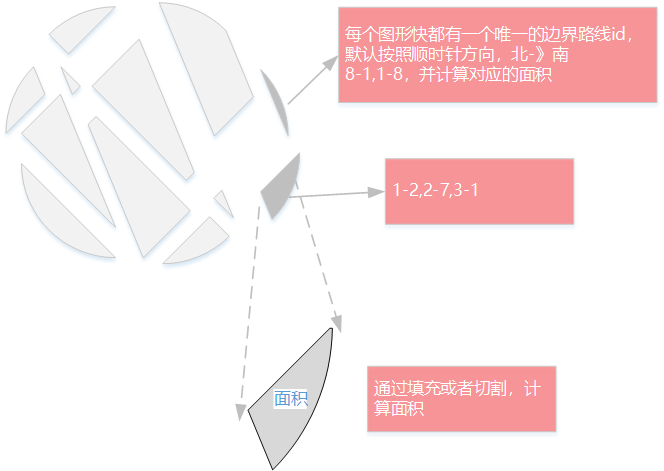 每个图形快都有一个唯一的边界路线id，
默认按照顺时针方向，北-》南
8-1,1-8，并计算对应的面积
1-2,2-7,3-1
面积
通过填充或者切割，计
算面积